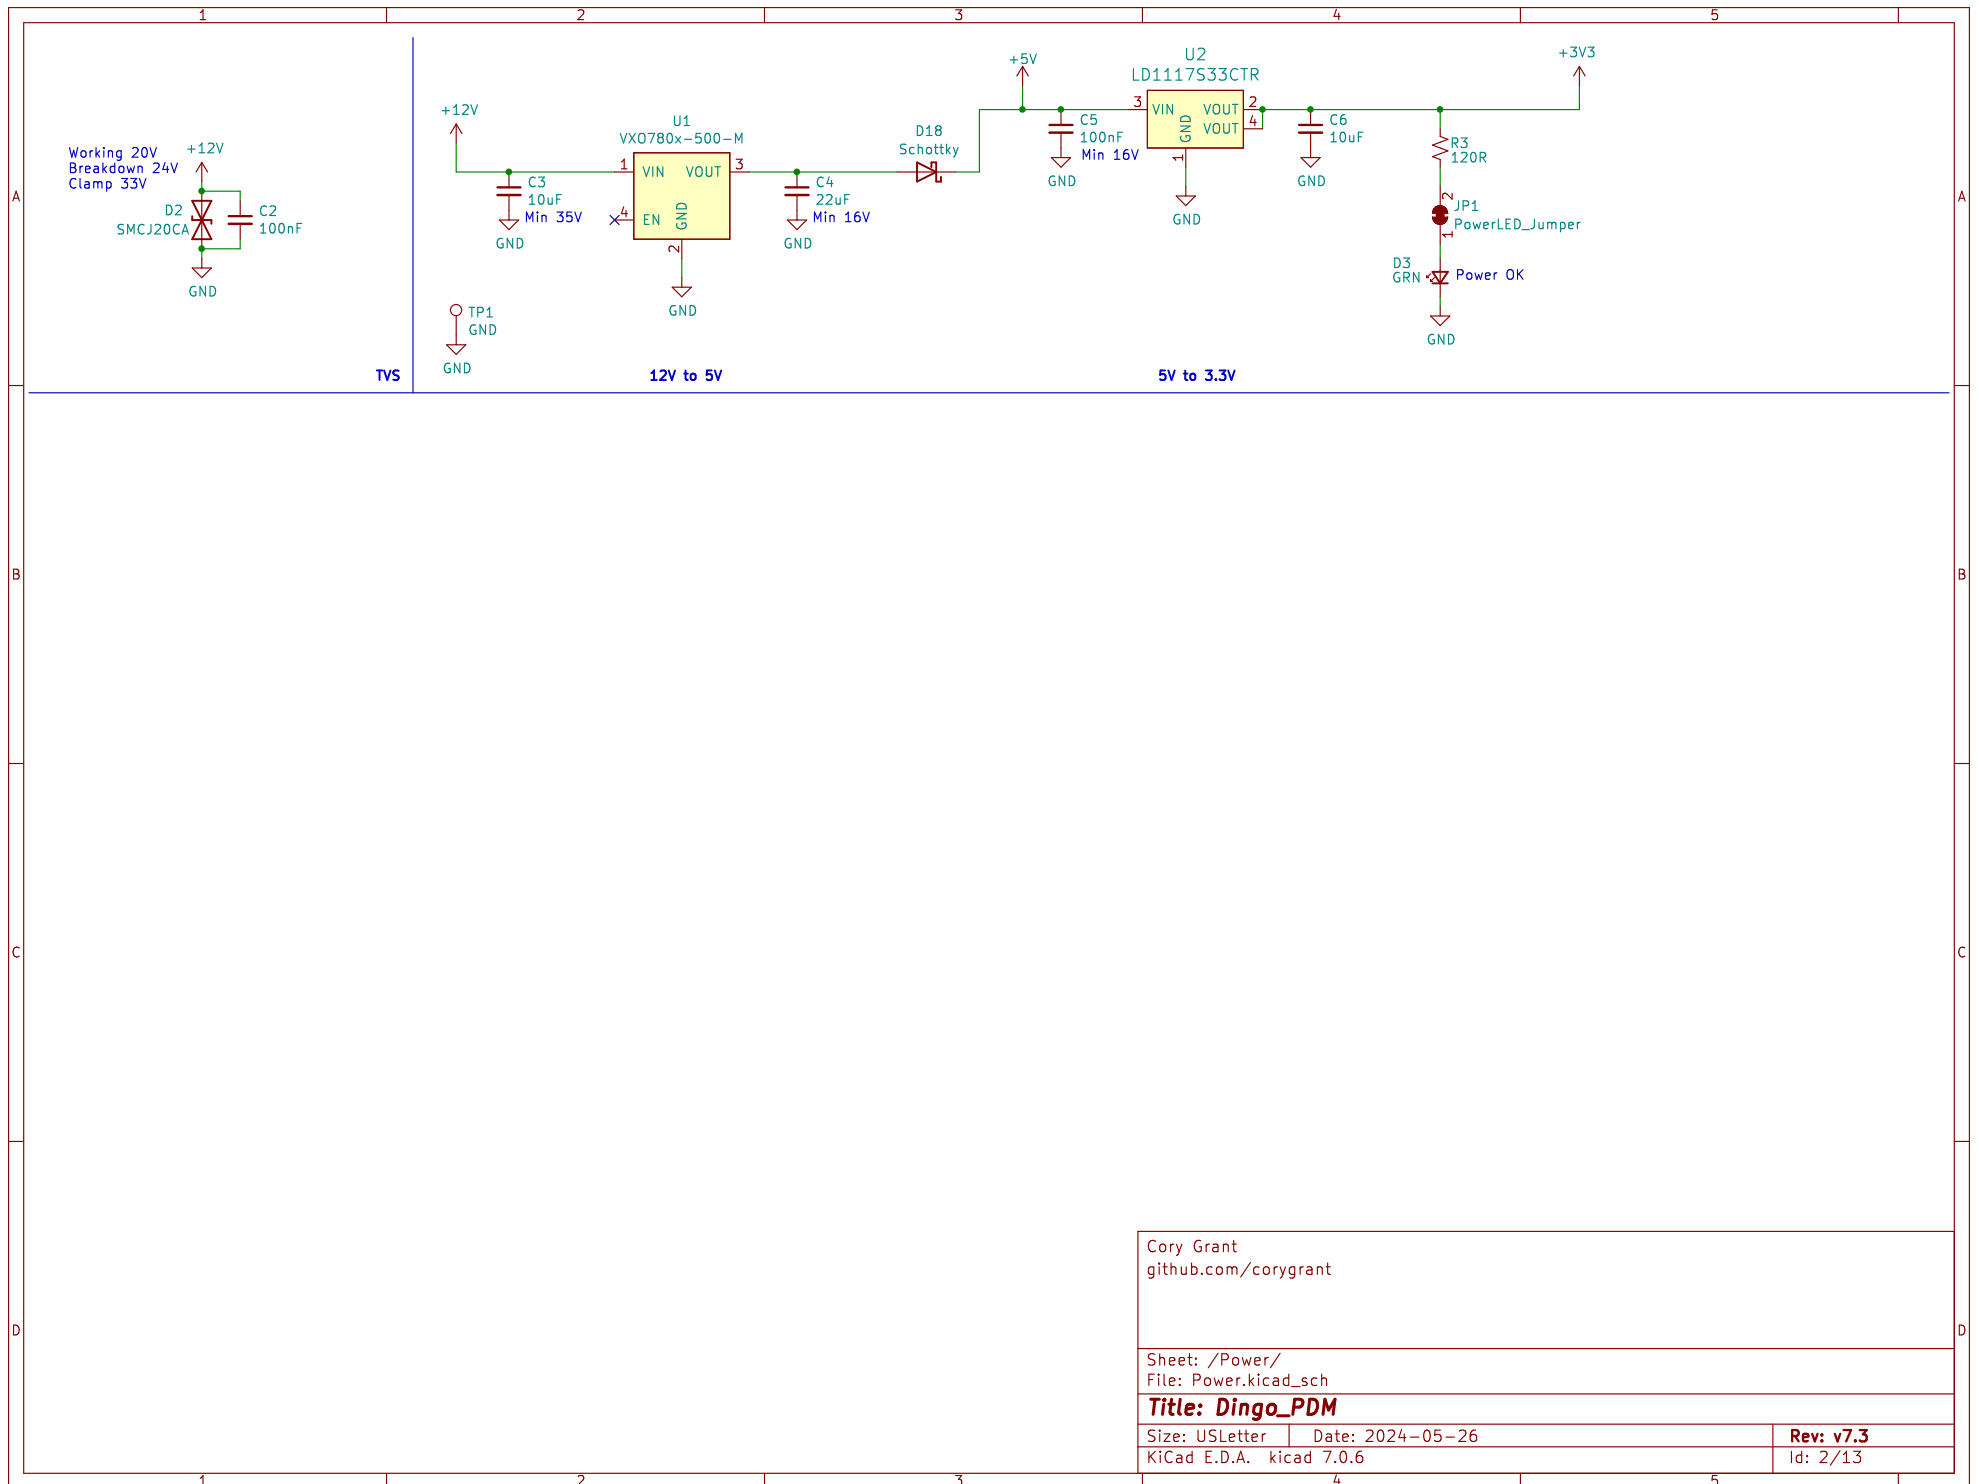 1 2 3 4 5
A A
B B
C C
D D
1 2 3 4 5
Working 20V
Breakdown 24V
Clamp 33V
+12V
D2
SMCJ20CA
C2
100nF
GND
TVS
+12V
C3
10uF
Min 35V
GND
U1
VXO780x-500-M
1 VIN VOUT 3
4 EN
GND
2
GND
C4
22uF
Min 16V
GND
D18
Schottky
TP1
GND
GND
12V to 5V
+5V
C5
100nF
Min 16V
GND
U2
LD1117S33CTR
3 VIN VOUT 2
VOUT 4
GND
1
GND
C6
10uF
GND
+3V3
R3
120R
2
JP1
PowerLED_Jumper
1
D3
GRN
Power OK
GND
5V to 3.3V
Cory Grant
github.com/corygrant
Sheet: /Power/
File: Power.kicad_sch
Title: Dingo_PDM
Size: USLetter Date: 2024-05-26 Rev: v7.3
KiCad E.D.A. kicad 7.0.6 Id: 2/13